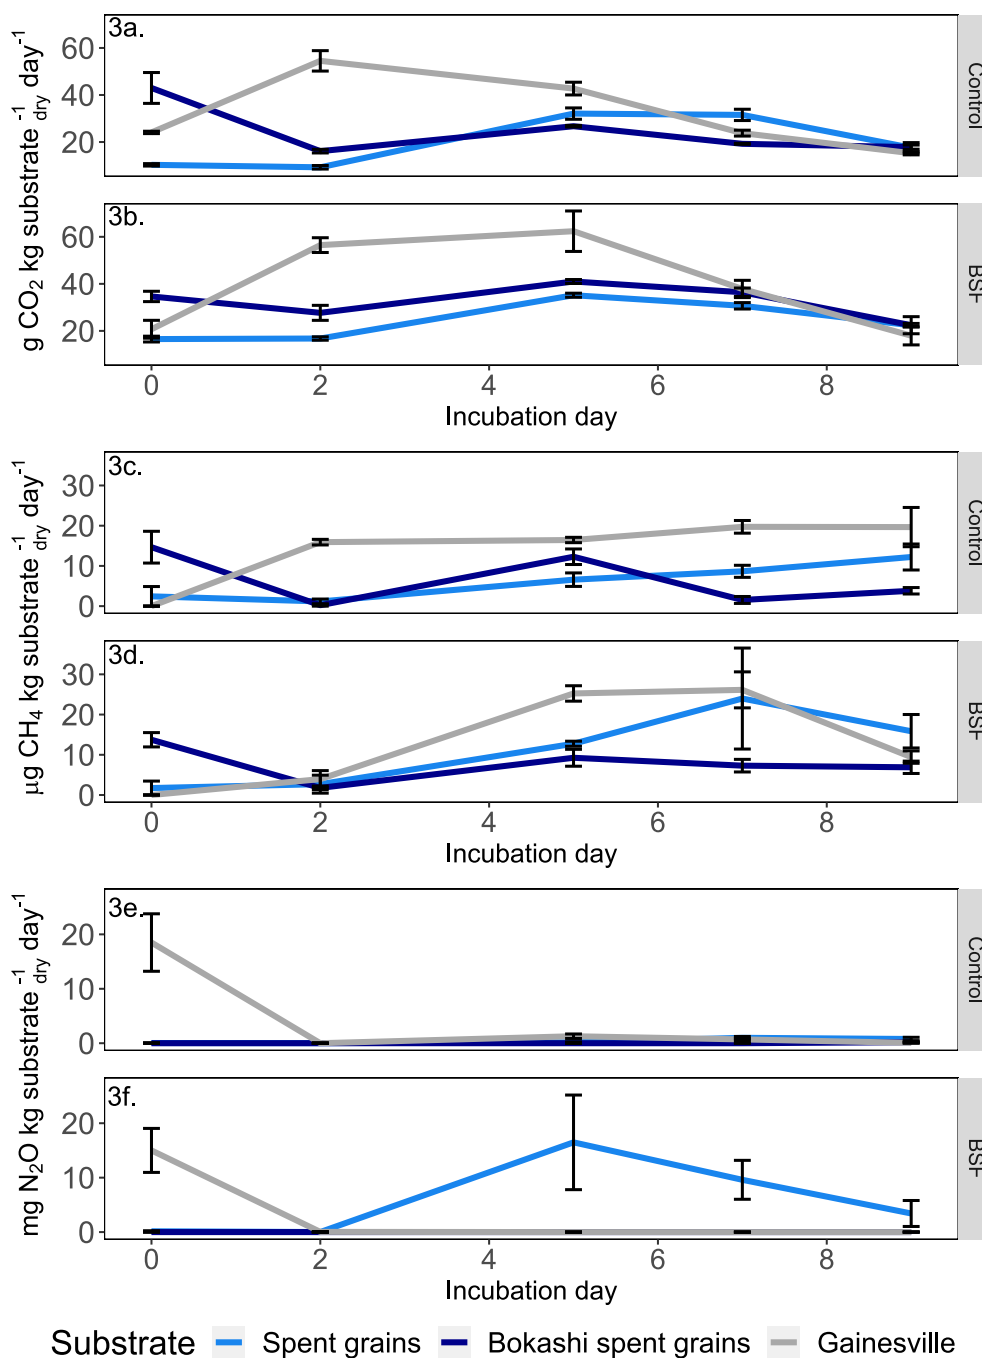 3a.
60
40
20
Control
3b.
60
40
20
BSF
g CO₂ kg substrate ⁻¹ dry day⁻¹
0 2 4 6 8
Incubation day
3c.
30
20
10
0
Control
3d.
30
20
10
0
BSF
µg CH₄ kg substrate ⁻¹ dry day⁻¹
0 2 4 6 8
Incubation day
3e.
20
10
0
Control
3f.
20
10
0
BSF
mg N₂O kg substrate ⁻¹ dry day⁻¹
0 2 4 6 8
Incubation day
Substrate Spent grains Bokashi spent grains Gainesville